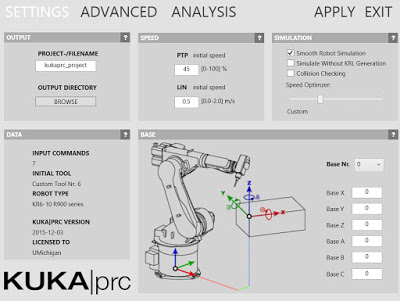 SETTINGS ADVANCED ANALYSIS APPLY EXIT
OUTPUT ?
PROJECT-/FILENAME
kukaprc_project
OUTPUT DIRECTORY
BROWSE
SPEED ?
PTP initial speed
45 [0-100] %
LIN initial speed
0.5 [0.0-2.0] m/s
SIMULATION ?
Smooth Robot Simulation
Simulate Without KRL Generation
Collision Checking
Speed Optimzer:
Custom
DATA ?
INPUT COMMANDS
7
INITIAL TOOL
Custom Tool Nr. 6
ROBOT TYPE
KR6-10 R900 series
KUKA|PRC VERSION
2015-12-03
LICENSED TO
UMichigan
KUKA|prc
BASE ?
Base Nr. 0
Base X 0
Base Y 0
Base Z 0
Base A 0
Base B 0
Base C 0
Z
A
Y
B
X
C